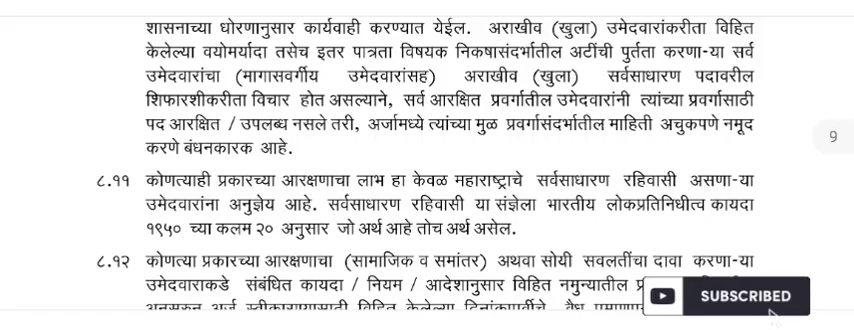 शासनाच्या धोरणानुसार कार्यवाही करण्यात येईल. अराखीव (खुला) उमेदवारांकरीता विहित
केलेल्या वयोमर्यादा तसेच इतर पात्रता विषयक निकषासंदर्भातील अटींची पुर्तता करणा-या सर्व
उमेदवारांचा (मागासवर्गीय उमेदवारांसह) अराखीव (खुला) सर्वसाधारण पदावरील
शिफारशीकरीता विचार होत असल्याने, सर्व आरक्षित प्रवर्गातील उमेदवारांनी त्यांच्या प्रवर्गासाठी
पद आरक्षित / उपलब्ध नसले तरी, अर्जामध्ये त्यांच्या मुळ प्रवर्गासंदर्भातील माहिती अचुकपणे नमूद
करणे बंधनकारक आहे.
9
८.११ कोणत्याही प्रकारच्या आरक्षणाचा लाभ हा केवळ महाराष्ट्राचे सर्वसाधारण रहिवासी असणा-या
उमेदवारांना अनुज्ञेय आहे. सर्वसाधारण रहिवासी या संज्ञेला भारतीय लोकप्रतिनिधीत्व कायदा
१९५० च्या कलम २० अनुसार जो अर्थ आहे तोच अर्थ असेल.
८.१२ कोणत्या प्रकारच्या आरक्षणाचा (सामाजिक व समांतर) अथवा सोयी सवलतींचा दावा करणा-या
उमेदवाराकडे संबंधित कायदा / नियम / आदेशानुसार विहित नमुन्यातील
अनुसरुन अर्ज स्वीकारण्यासाठी विहित केलेल्या दिनांकापूर्वीचे वैध
SUBSCRIBED